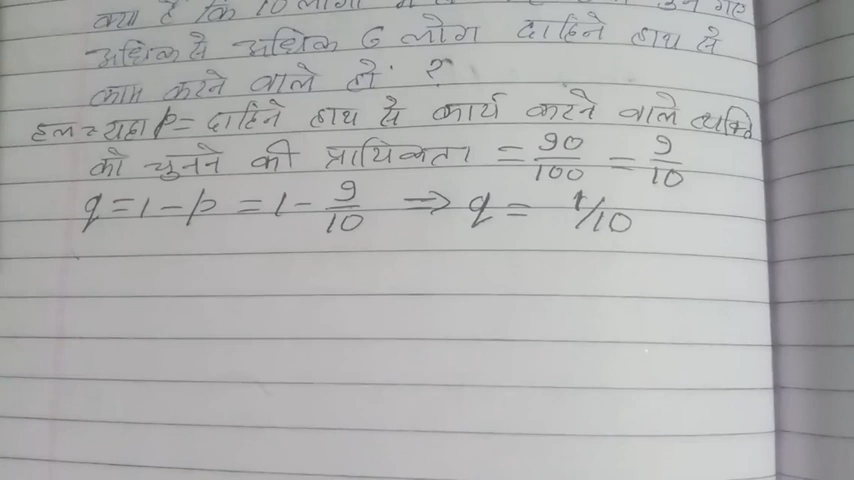 क्या है कि 10 लोगों में से
अधिक से अधिक 6 लोग दाहिने हाथ से
काम करने वाले हों ?
हल = यहा p = दाहिने हाथ से कार्य करने वाले व्यक्ति
को चुनने की प्रायिकता = 90/100 = 9/10
q = 1 - p = 1 - 9/10 ⇒ q = 1/10